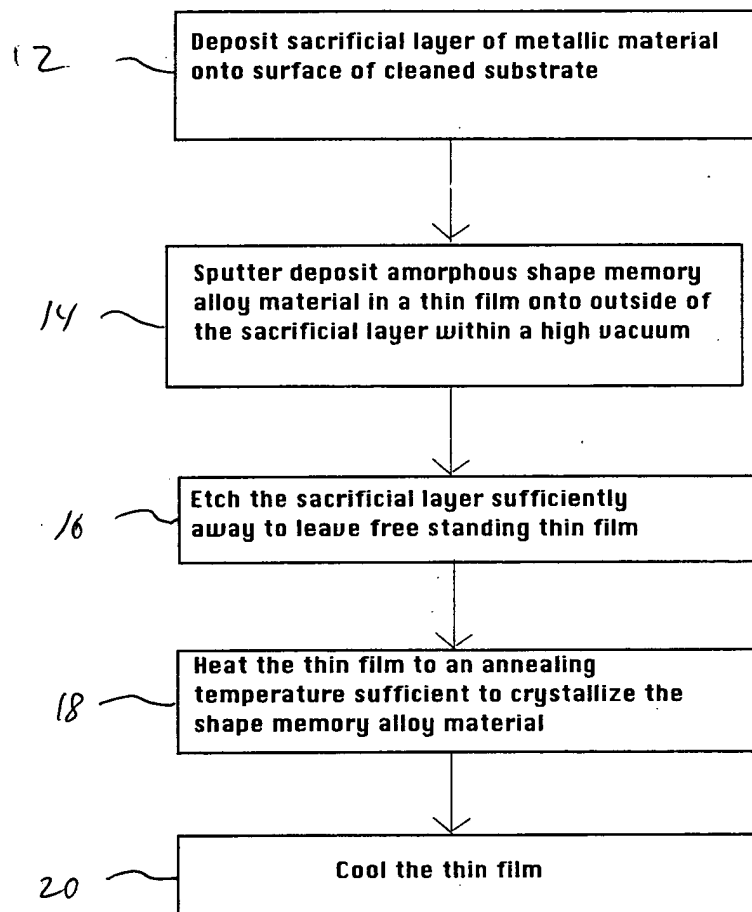 12
Deposit sacrificial layer of metallic material
onto surface of cleaned substrate
14
Sputter deposit amorphous shape memory
alloy material in a thin film onto outside of
the sacrificial layer within a high vacuum
16
Etch the sacrificial layer sufficiently
away to leave free standing thin film
18
Heat the thin film to an annealing
temperature sufficient to crystallize the
shape memory alloy material
20
Cool the thin film